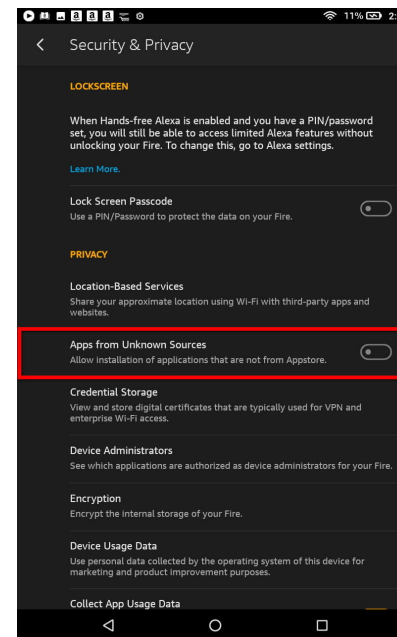 11% 2:
Security & Privacy
LOCKSCREEN
When Hands-free Alexa is enabled and you have a PIN/password
set, you will still be able to access limited Alexa features without
unlocking your Fire. To change this, go to Alexa settings.
Learn More.
Lock Screen Passcode
Use a PIN/Password to protect the data on your Fire.
PRIVACY
Location-Based Services
Share your approximate location using Wi-Fi with third-party apps and
websites.
Apps from Unknown Sources
Allow installation of applications that are not from Appstore.
Credential Storage
View and store digital certificates that are typically used for VPN and
enterprise Wi-Fi access.
Device Administrators
See which applications are authorized as device administrators for your Fire.
Encryption
Encrypt the internal storage of your Fire.
Device Usage Data
Use personal data collected by the operating system of this device for
marketing and product improvement purposes.
Collect App Usage Data